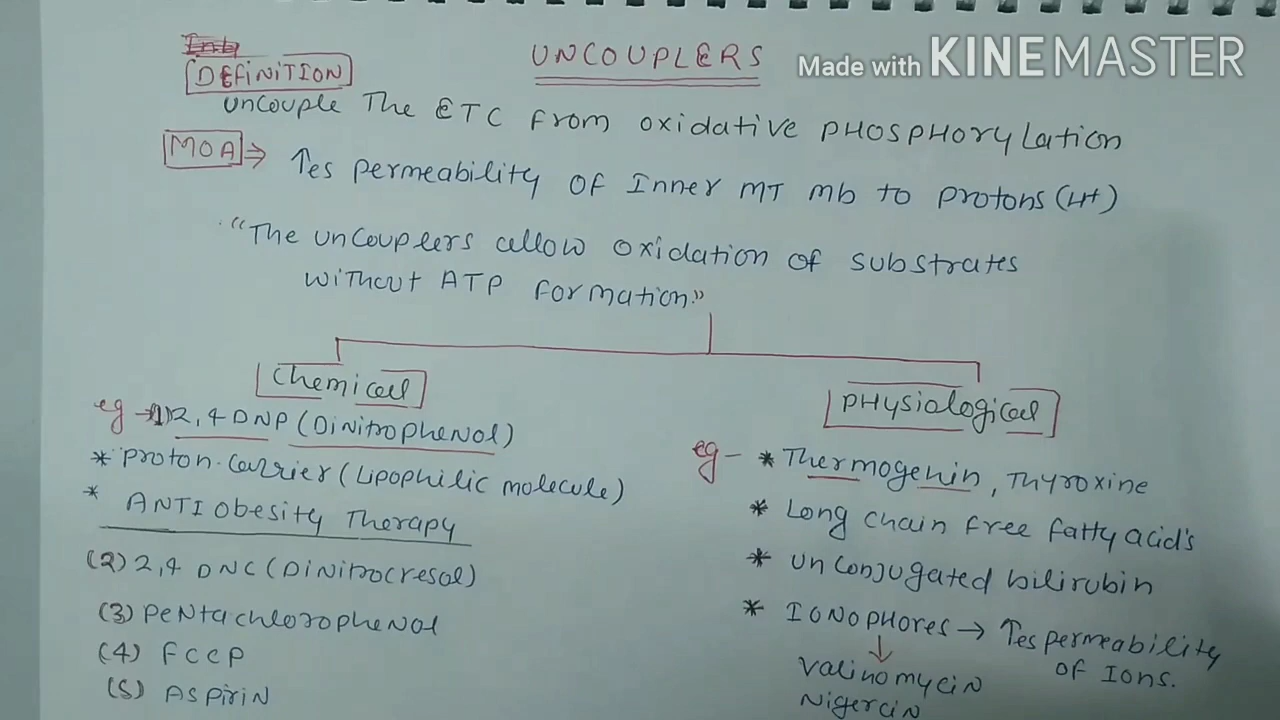 UNCOUPLERS
Made with KINEMASTER
DEFINITION
Uncouple The ETC From oxidative PHOSPHorylation
MOA ⇒ ↑es permeability OF Inner MT mb to protons (H+)
"The uncouplers allow oxidation of substrates
without ATP Formation"
Chemical
eg → 1) 2,4 DNP (Dinitrophenol)
* proton carrier (Lipophilic molecule)
* ANTIObesity Therapy
(2) 2,4 DNC (Dinitrocresol)
(3) Pentachlorophenol
(4) FCCP
(5) ASPIRIN
PHysiological
eg - * Thermogenin, Thyroxine
* Long chain free fatty acid's
* unconjugated bilirubin
* IONOPHORES → ↑es permeability
of Ions.
↓
Valinomycin
Nigercin